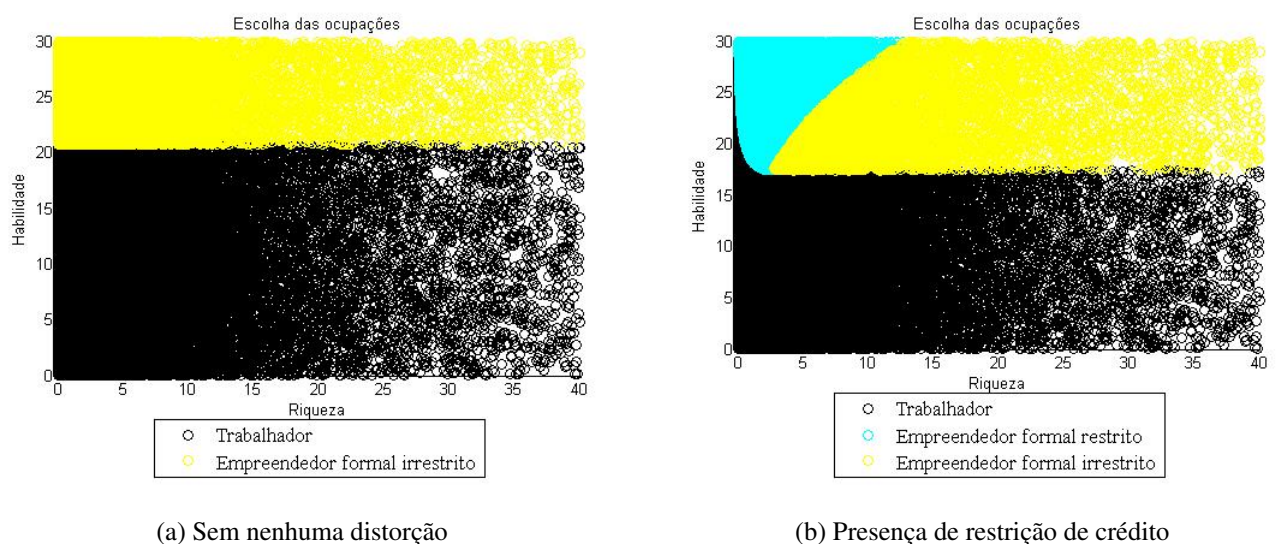 Escolha das ocupações
30
25
20
15
10
5
0
Habilidade
0 5 10 15 20 25 30 35 40
Riqueza
Trabalhador
Empreendedor formal irrestrito
(a) Sem nenhuma distorção
Escolha das ocupações
30
25
20
15
10
5
0
Habilidade
0 5 10 15 20 25 30 35 40
Riqueza
Trabalhador
Empreendedor formal restrito
Empreendedor formal irrestrito
(b) Presença de restrição de crédito